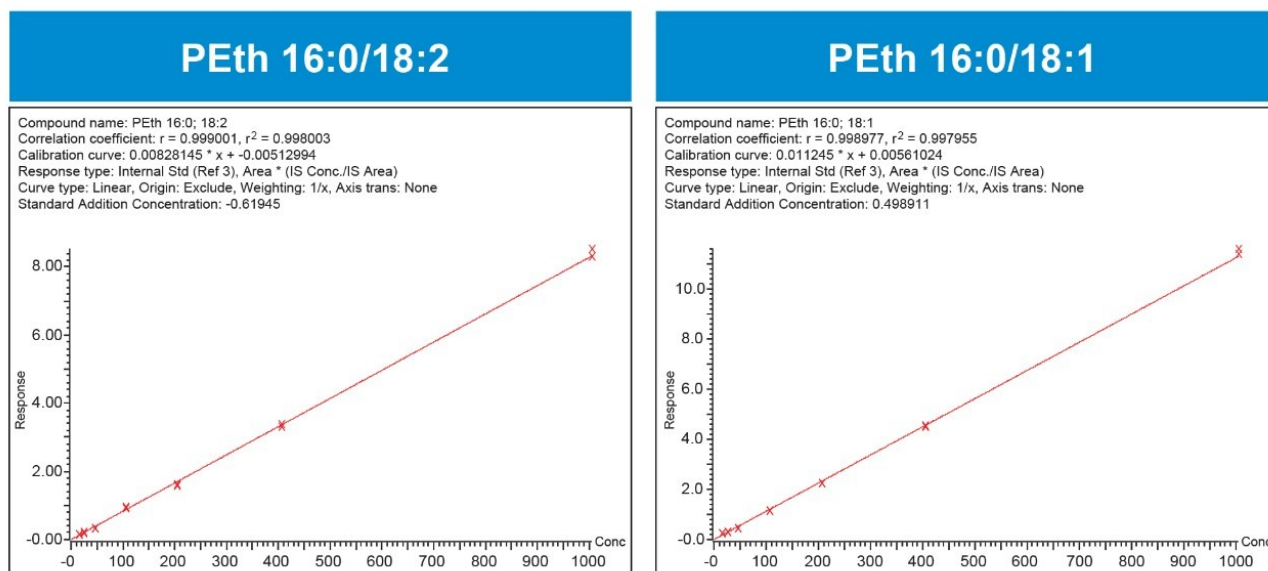 PEth 16:0/18:2
Compound name: PEth 16:0; 18:2
Correlation coefficient: r = 0.999001, r² = 0.998003
Calibration curve: 0.00828145 * x + -0.00512994
Response type: Internal Std (Ref 3), Area * (IS Conc./IS Area)
Curve type: Linear, Origin: Exclude, Weighting: 1/x, Axis trans: None
Standard Addition Concentration: -0.61945
8.00
6.00
4.00
2.00
-0.00
Response
Conc
-0 100 200 300 400 500 600 700 800 900 1000
PEth 16:0/18:1
Compound name: PEth 16:0; 18:1
Correlation coefficient: r = 0.998977, r² = 0.997955
Calibration curve: 0.011245 * x + 0.00561024
Response type: Internal Std (Ref 3), Area * (IS Conc./IS Area)
Curve type: Linear, Origin: Exclude, Weighting: 1/x, Axis trans: None
Standard Addition Concentration: 0.498911
10.0
8.0
6.0
4.0
2.0
-0.0
Response
Conc
-0 100 200 300 400 500 600 700 800 900 1000